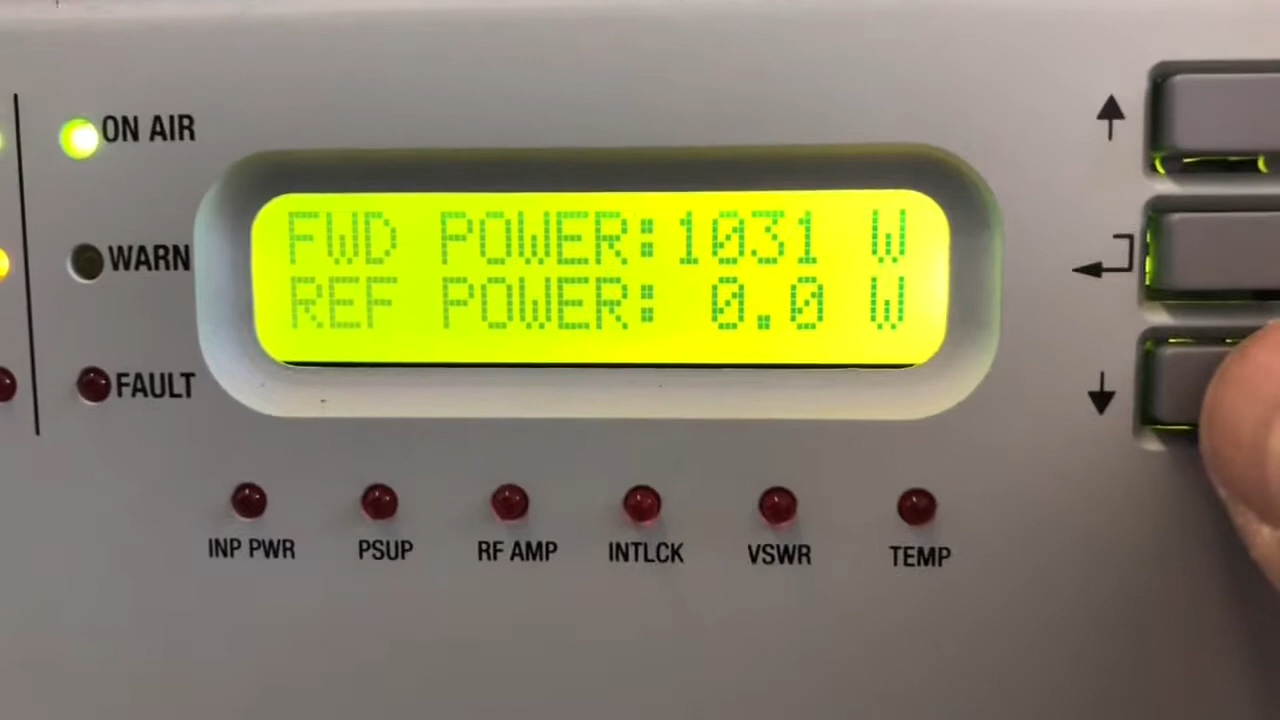 ON AIR
WARN
FAULT
FWD POWER:1031 W
REF POWER: 0.0 W
INP PWR
PSUP
RF AMP
INTLCK
VSWR
TEMP